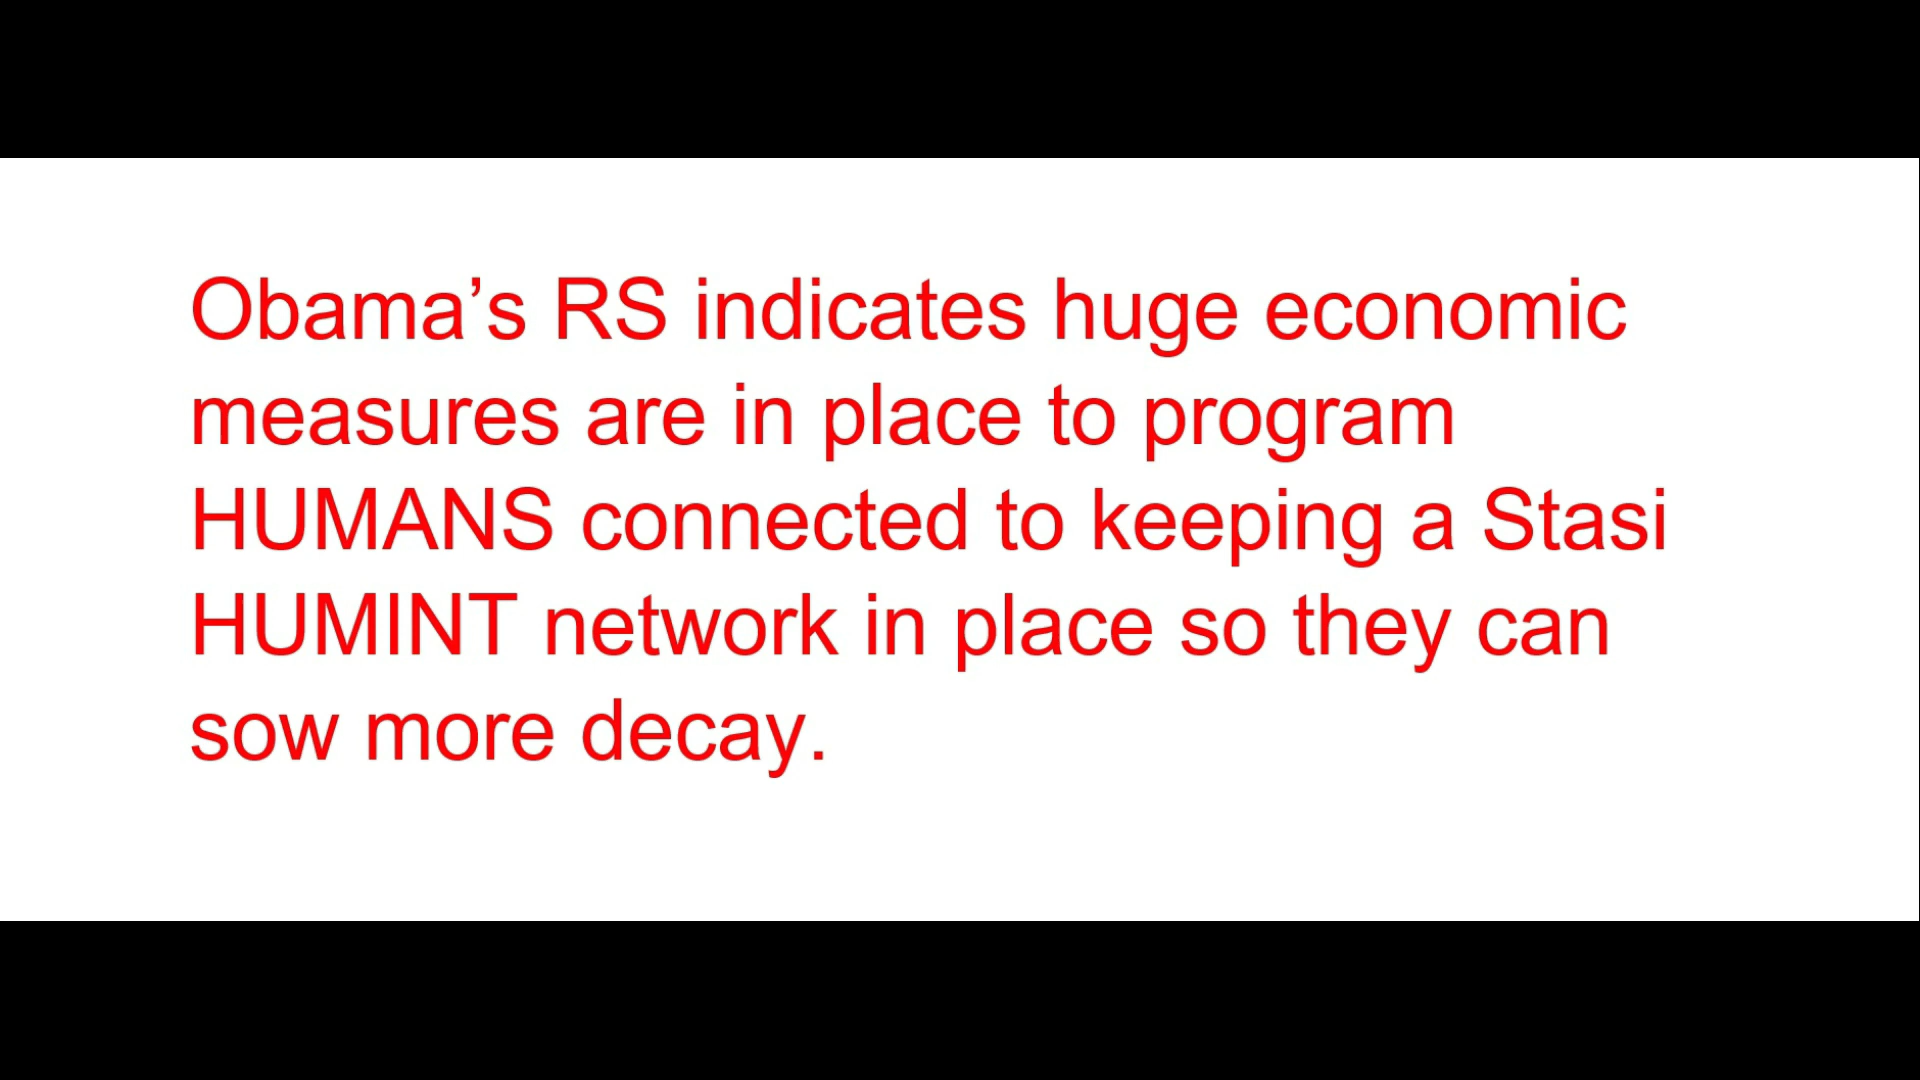 Obama’s RS indicates huge economic
measures are in place to program
HUMANS connected to keeping a Stasi
HUMINT network in place so they can
sow more decay.